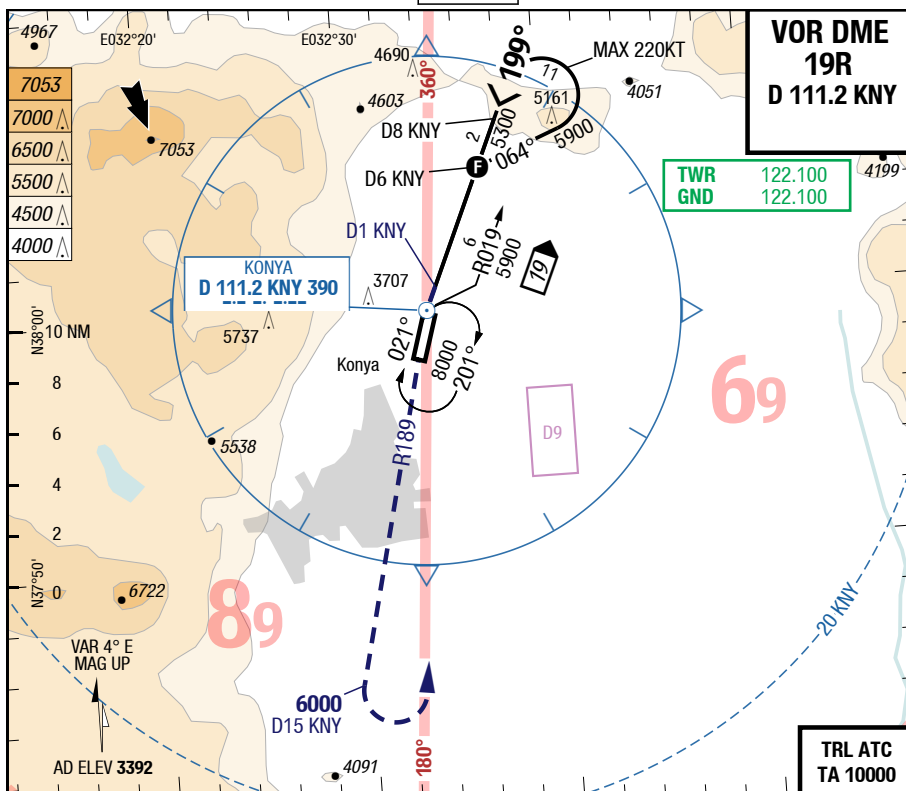 4967
E032°20'
E032°30'
4690
360°
199°
11
MAX 220KT
VOR DME
19R
D 111.2 KNY
7053
7000
6500
5500
4500
4000
7053
4603
5161
4051
D8 KNY
2
5300
064°
5900
D6 KNY
F
4199
TWR 122.100
GND 122.100
D1 KNY
6
R019
5900
19
KONYA
D 111.2 KNY 390
3707
N38°00'
10 NM
5737
Konya
021°
8000
201°
69
8
D9
6
5538
R189
4
2
N37°50'
0
6722
89
20 KNY
VAR 4° E
MAG UP
6000
D15 KNY
180°
AD ELEV 3392
4091
TRL ATC
TA 10000